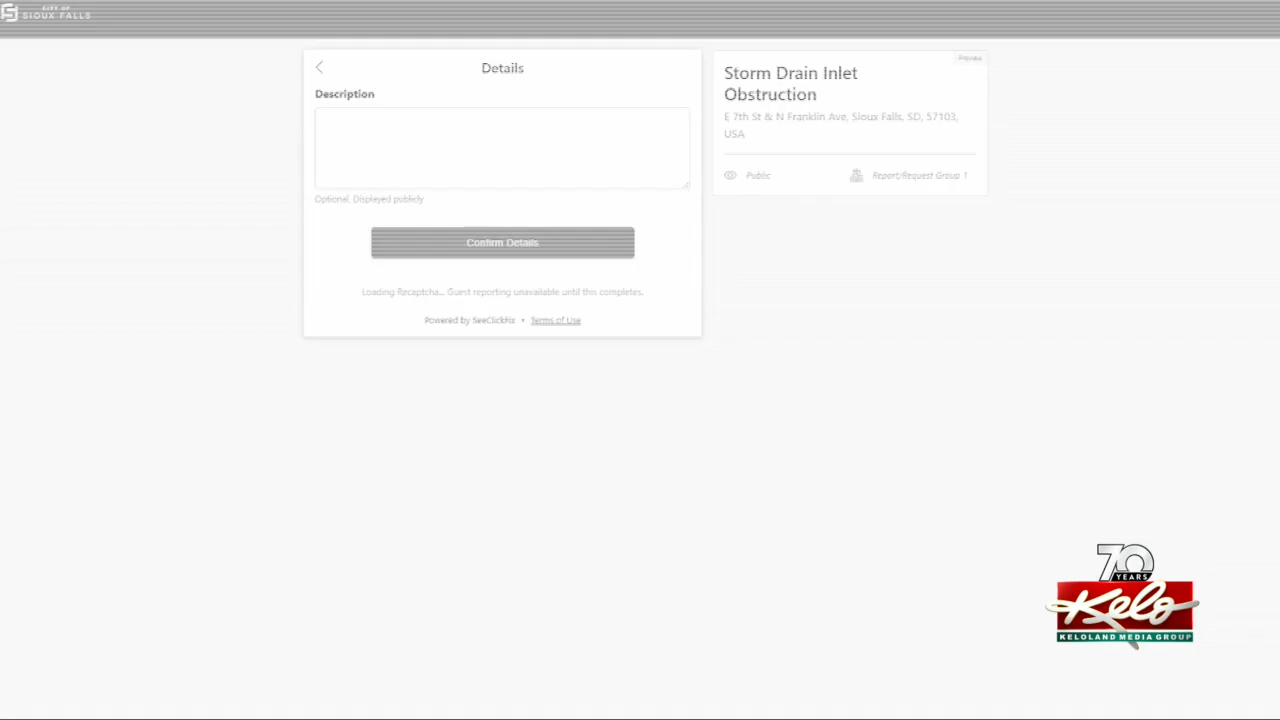 CITY OF
SIOUX FALLS
Details
Description
Optional, Displayed publicly
Confirm Details
Loading Recaptcha... Guest reporting unavailable until this completes.
Powered by SeeClickFix • Terms of Use
Preview
Storm Drain Inlet
Obstruction
E 7th St & N Franklin Ave, Sioux Falls, SD, 57103,
USA
Public
Report/Request Group 1
70
YEARS
Kelo
KELOLAND MEDIA GROUP